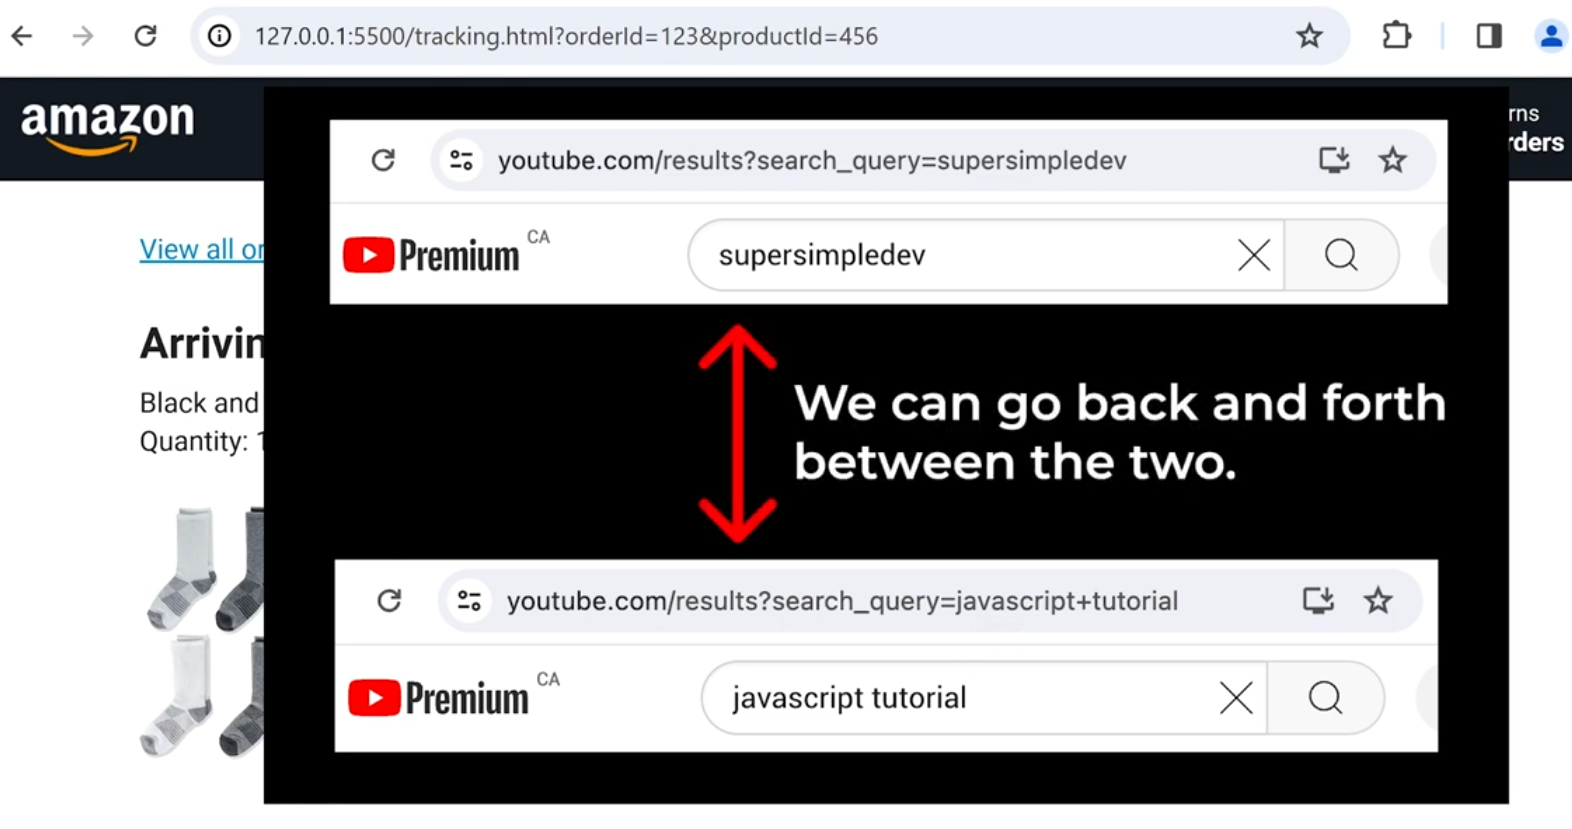 127.0.0.1:5500/tracking.html?orderId=123&productId=456
amazon
rns
rders
youtube.com/results?search_query=supersimpledev
Premium CA
supersimpledev
View all or
Arrivin
Black and
Quantity: 1
We can go back and forth
between the two.
youtube.com/results?search_query=javascript+tutorial
Premium CA
javascript tutorial